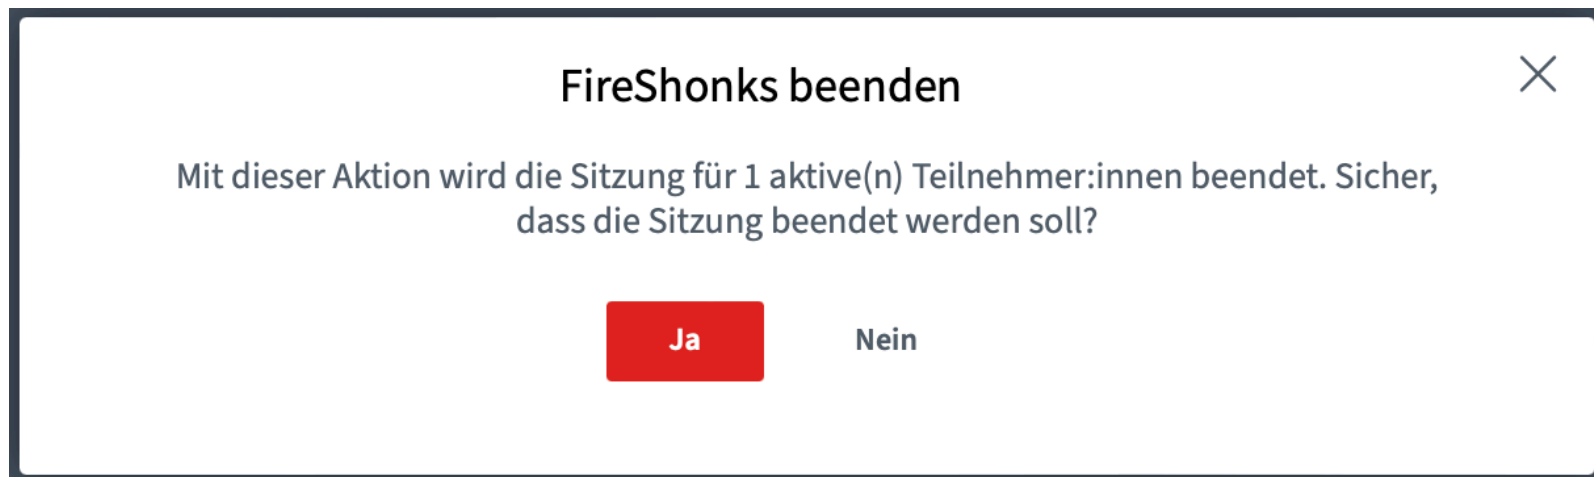 FireShonks beenden
Mit dieser Aktion wird die Sitzung für 1 aktive(n) Teilnehmer:innen beendet. Sicher,
dass die Sitzung beendet werden soll?
Ja
Nein